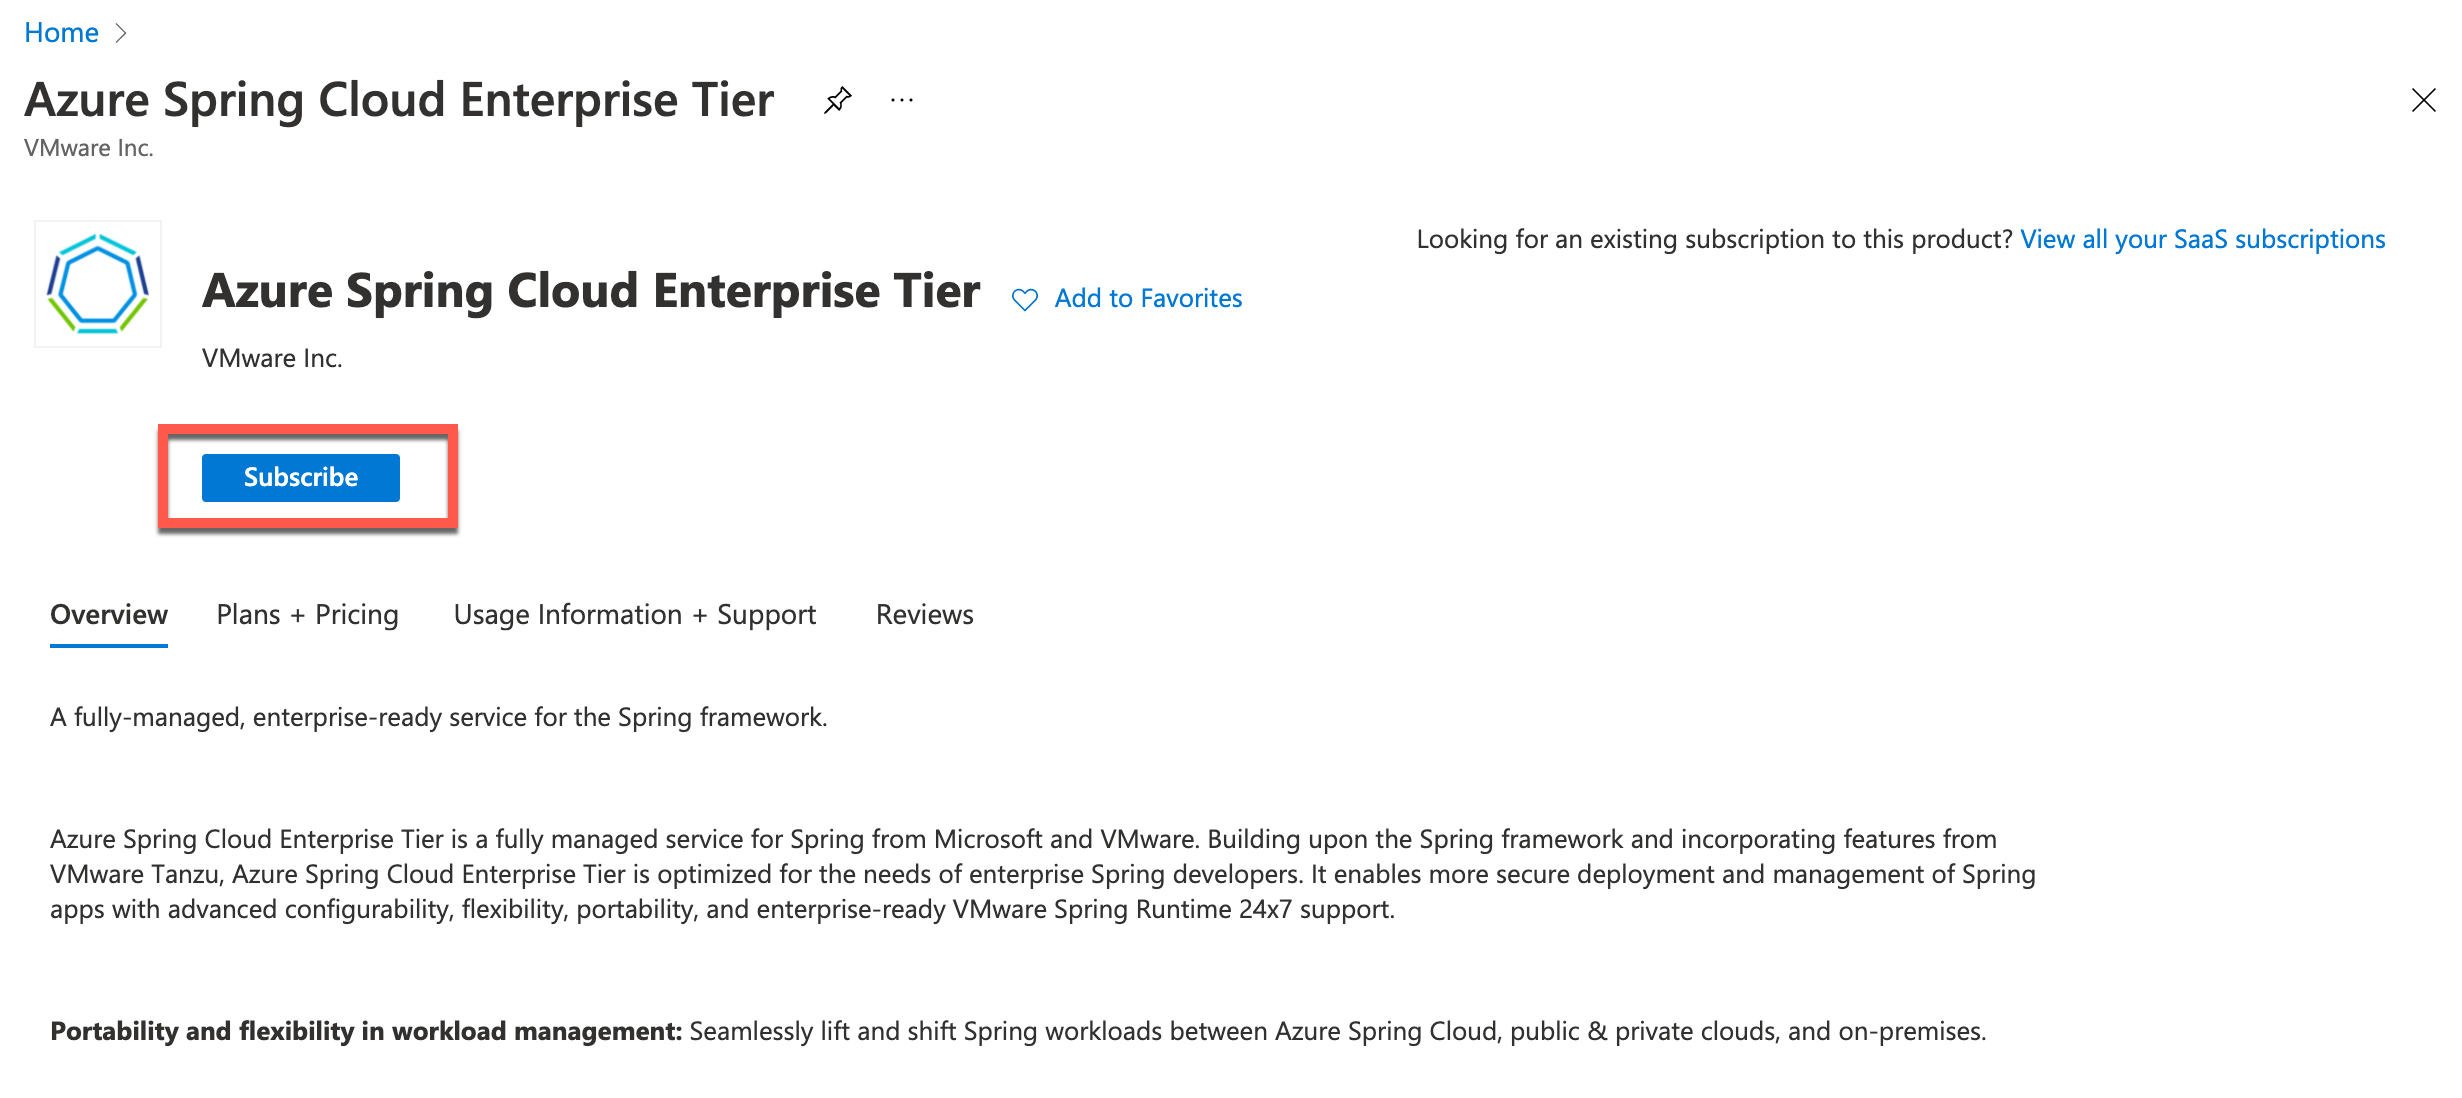 Home
Azure Spring Cloud Enterprise Tier
VMware Inc.
Looking for an existing subscription to this product? View all your SaaS subscriptions
Azure Spring Cloud Enterprise Tier
Add to Favorites
VMware Inc.
Subscribe
Overview Plans + Pricing Usage Information + Support Reviews
A fully-managed, enterprise-ready service for the Spring framework.
Azure Spring Cloud Enterprise Tier is a fully managed service for Spring from Microsoft and VMware. Building upon the Spring framework and incorporating features from
VMware Tanzu, Azure Spring Cloud Enterprise Tier is optimized for the needs of enterprise Spring developers. It enables more secure deployment and management of Spring
apps with advanced configurability, flexibility, portability, and enterprise-ready VMware Spring Runtime 24x7 support.
Portability and flexibility in workload management: Seamlessly lift and shift Spring workloads between Azure Spring Cloud, public & private clouds, and on-premises.